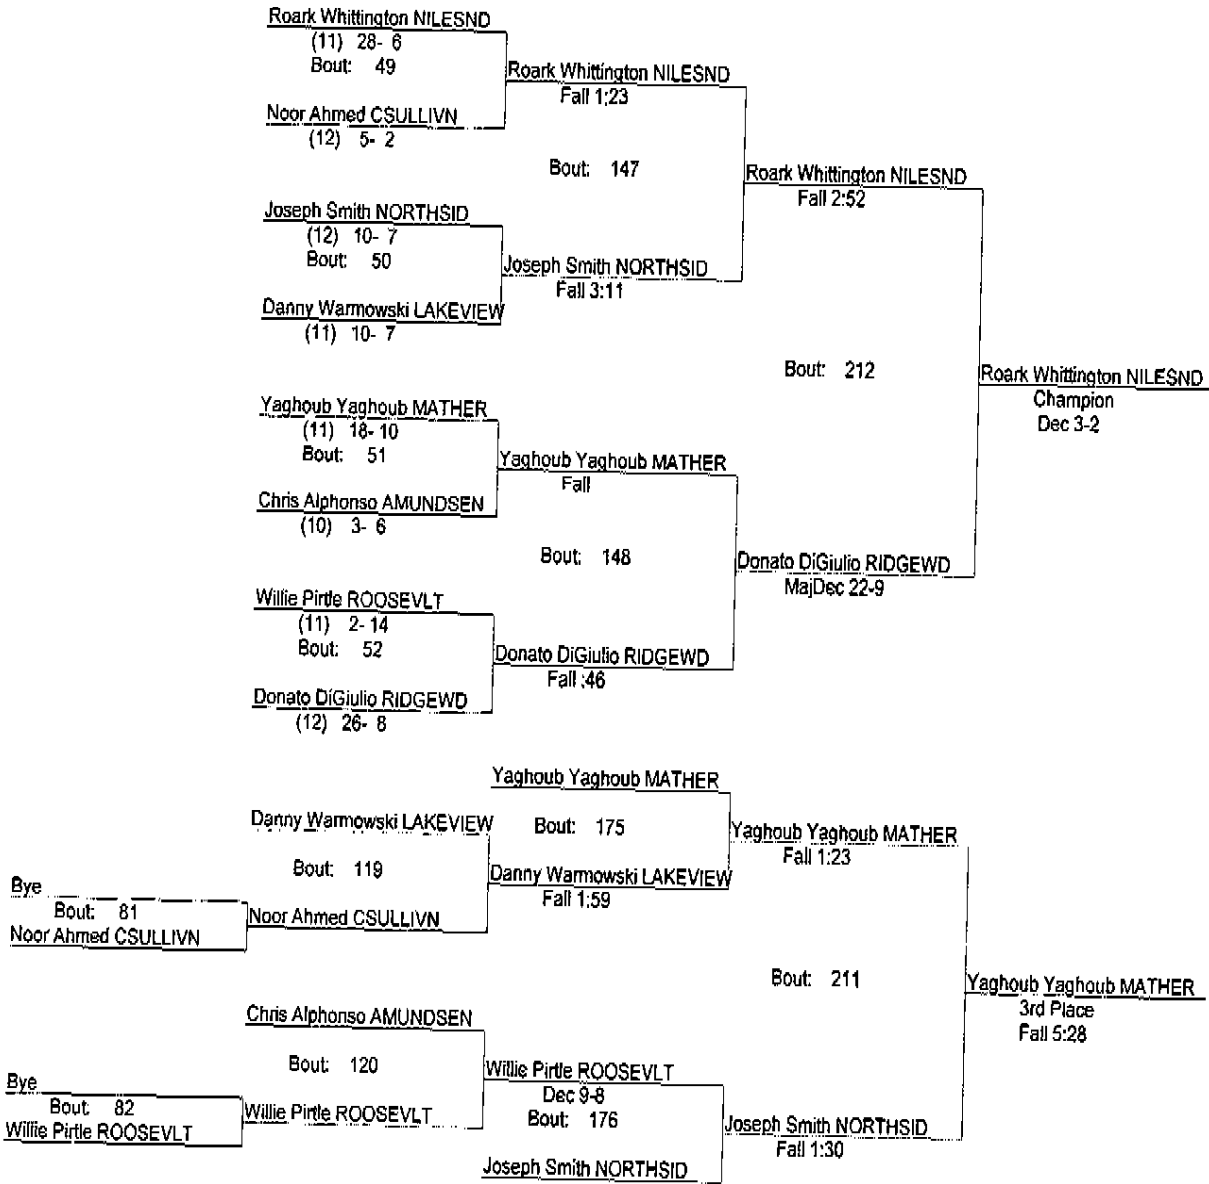 Roark Whittington NILESND
(11) 28- 6
Bout: 49
Roark Whittington NILESND
Fall 1:23
Noor Ahmed CSULLIVN
(12) 5- 2
Bout: 147
Roark Whittington NILESND
Fall 2:52
Joseph Smith NORTHSID
(12) 10- 7
Bout: 50
Joseph Smith NORTHSID
Fall 3:11
Danny Warmowski LAKEVIEW
(11) 10- 7
Bout: 212
Roark Whittington NILESND
Champion
Dec 3-2
Yaghoub Yaghoub MATHER
(11) 18- 10
Bout: 51
Yaghoub Yaghoub MATHER
Fall
Chris Alphonso AMUNDSEN
(10) 3- 6
Bout: 148
Donato DiGiulio RIDGEWD
MajDec 22-9
Willie Pirtle ROOSEVLT
(11) 2- 14
Bout: 52
Donato DiGiulio RIDGEWD
Fall :46
Donato DiGiulio RIDGEWD
(12) 26- 8
Yaghoub Yaghoub MATHER
Danny Warmowski LAKEVIEW
Bout: 175
Yaghoub Yaghoub MATHER
Fall 1:23
Bout: 119
Danny Warmowski LAKEVIEW
Fall 1:59
Bye
Bout: 81
Noor Ahmed CSULLIVN
Noor Ahmed CSULLIVN
Bout: 211
Yaghoub Yaghoub MATHER
3rd Place
Fall 5:28
Chris Alphonso AMUNDSEN
Bout: 120
Willie Pirtle ROOSEVLT
Dec 9-8
Bye
Bout: 82
Willie Pirtle ROOSEVLT
Willie Pirtle ROOSEVLT
Bout: 176
Joseph Smith NORTHSID
Fall 1:30
Joseph Smith NORTHSID